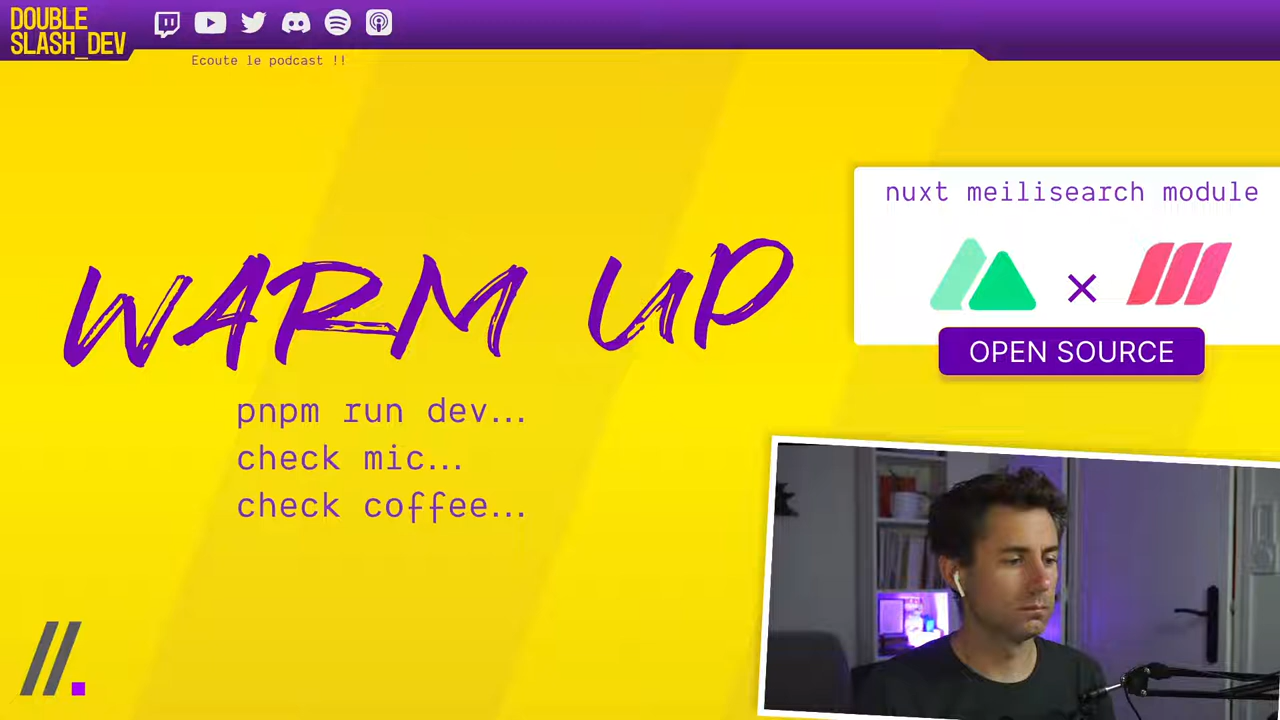 DOUBLE
SLASH_DEV
Ecoute le podcast !!
nuxt meilisearch module
OPEN SOURCE
WARM UP
pnpm run dev...
check mic...
check coffee...
//.